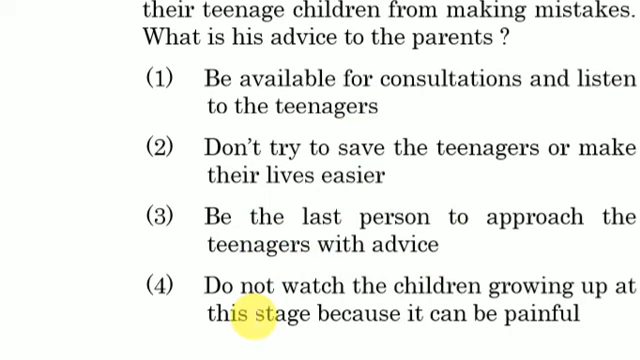 their teenage children from making mistakes.
What is his advice to the parents ?
(1) Be available for consultations and listen
to the teenagers
(2) Don't try to save the teenagers or make
their lives easier
(3) Be the last person to approach the
teenagers with advice
(4) Do not watch the children growing up at
this stage because it can be painful